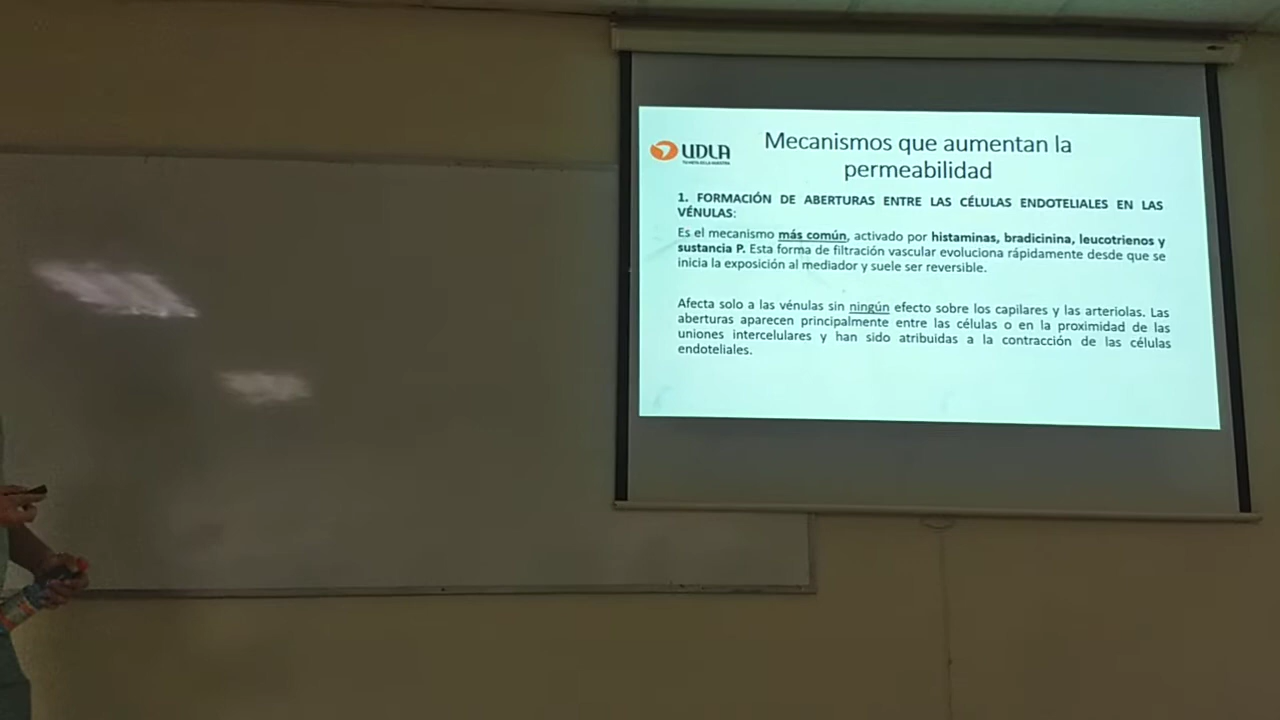 UDLA
Mecanismos que aumentan la
permeabilidad
1. FORMACIÓN DE ABERTURAS ENTRE LAS CÉLULAS ENDOTELIALES EN LAS
VÉNULAS:
Es el mecanismo más común, activado por histaminas, bradicinina, leucotrienos y
sustancia P. Esta forma de filtración vascular evoluciona rápidamente desde que se
inicia la exposición al mediador y suele ser reversible.
Afecta solo a las vénulas sin ningún efecto sobre los capilares y las arteriolas. Las
aberturas aparecen principalmente entre las células o en la proximidad de las
uniones intercelulares y han sido atribuidas a la contracción de las células
endoteliales.